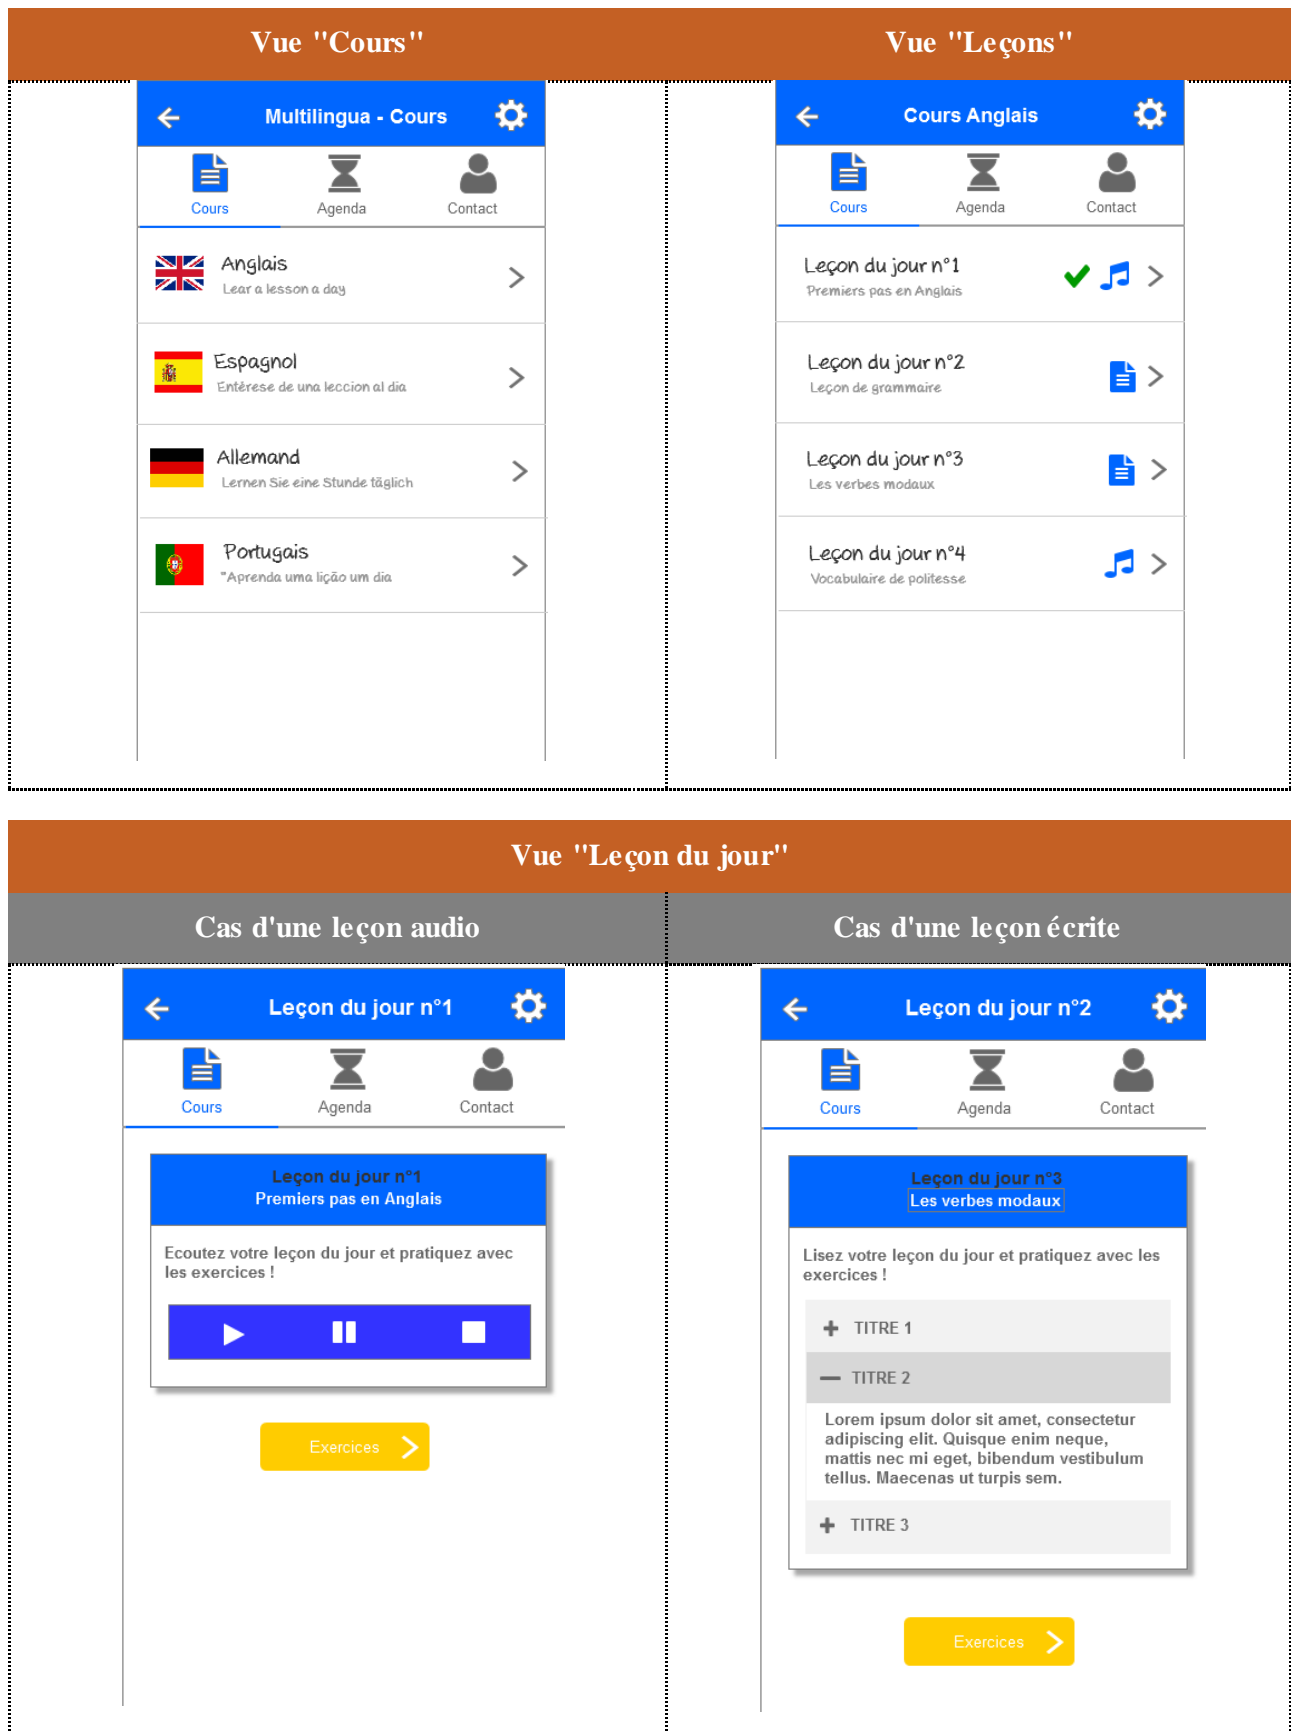 Vue "Cours"
Vue "Leçons"
Multilingua - Cours
Cours
Agenda
Contact
Anglais
Lear a lesson a day
Espagnol
Entérese de una leccion al dia
Allemand
Lernen Sie eine Stunde täglich
Portugais
"Aprenda uma lição um dia
Cours Anglais
Cours
Agenda
Contact
Leçon du jour n°1
Premiers pas en Anglais
Leçon du jour n°2
Leçon de grammaire
Leçon du jour n°3
Les verbes modaux
Leçon du jour n°4
Vocabulaire de politesse
Vue "Leçon du jour"
Cas d'une leçon audio
Cas d'une leçon écrite
Leçon du jour n°1
Cours
Agenda
Contact
Leçon du jour n°1
Premiers pas en Anglais
Ecoutez votre leçon du jour et pratiquez avec
les exercices !
Exercices
Leçon du jour n°2
Cours
Agenda
Contact
Leçon du jour n°3
Les verbes modaux
Lisez votre leçon du jour et pratiquez avec les
exercices !
TITRE 1
TITRE 2
Lorem ipsum dolor sit amet, consectetur
adipiscing elit. Quisque enim neque,
mattis nec mi eget, bibendum vestibulum
tellus. Maecenas ut turpis sem.
TITRE 3
Exercices